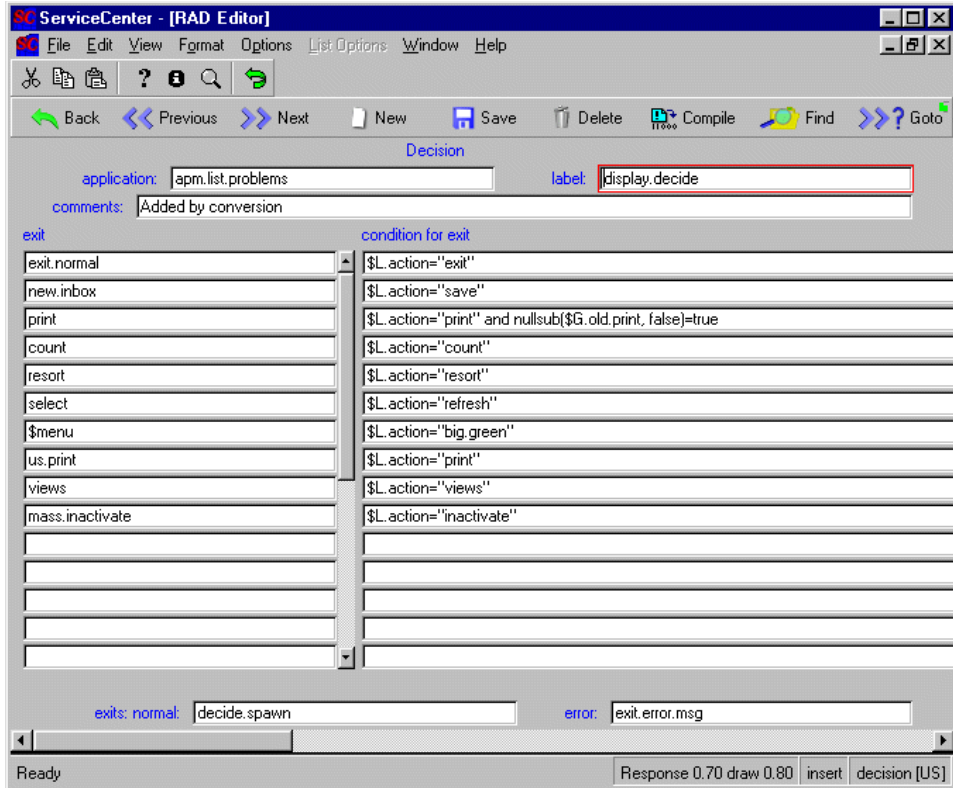 SC ServiceCenter - [RAD Editor]
SC File Edit View Format Options List Options Window Help
Back Previous Next New Save Delete Compile Find Goto
Decision
application: apm.list.problems label: display.decide
comments: Added by conversion
exit condition for exit
exit.normal $L.action="exit"
new.inbox $L.action="save"
print $L.action="print" and nullsub($G.old.print, false)=true
count $L.action="count"
resort $L.action="resort"
select $L.action="refresh"
$menu $L.action="big.green"
us.print $L.action="print"
views $L.action="views"
mass.inactivate $L.action="inactivate"
exits: normal: decide.spawn error: exit.error.msg
Ready Response 0.70 draw 0.80 insert decision [US]